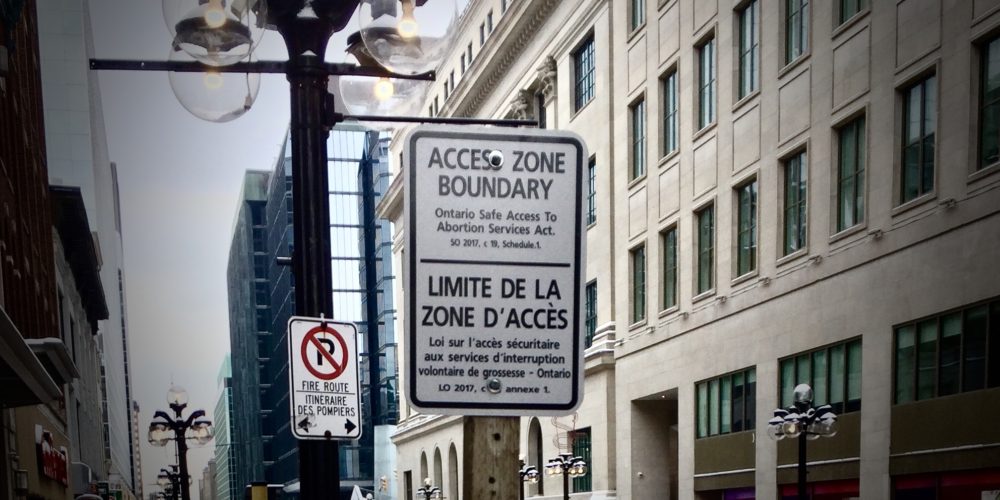 ACCESS ZONE
BOUNDARY
Ontario Safe Access To
Abortion Services Act.
SO 2017, c 19, Schedule.1.
LIMITE DE LA
ZONE D'ACCÈS
Loi sur l'accès sécuritaire
aux services d'interruption
volontaire de grossesse - Ontario
LO 2017, c annexe 1.
P
FIRE ROUTE
ITINÉRAIRE
DES POMPIERS